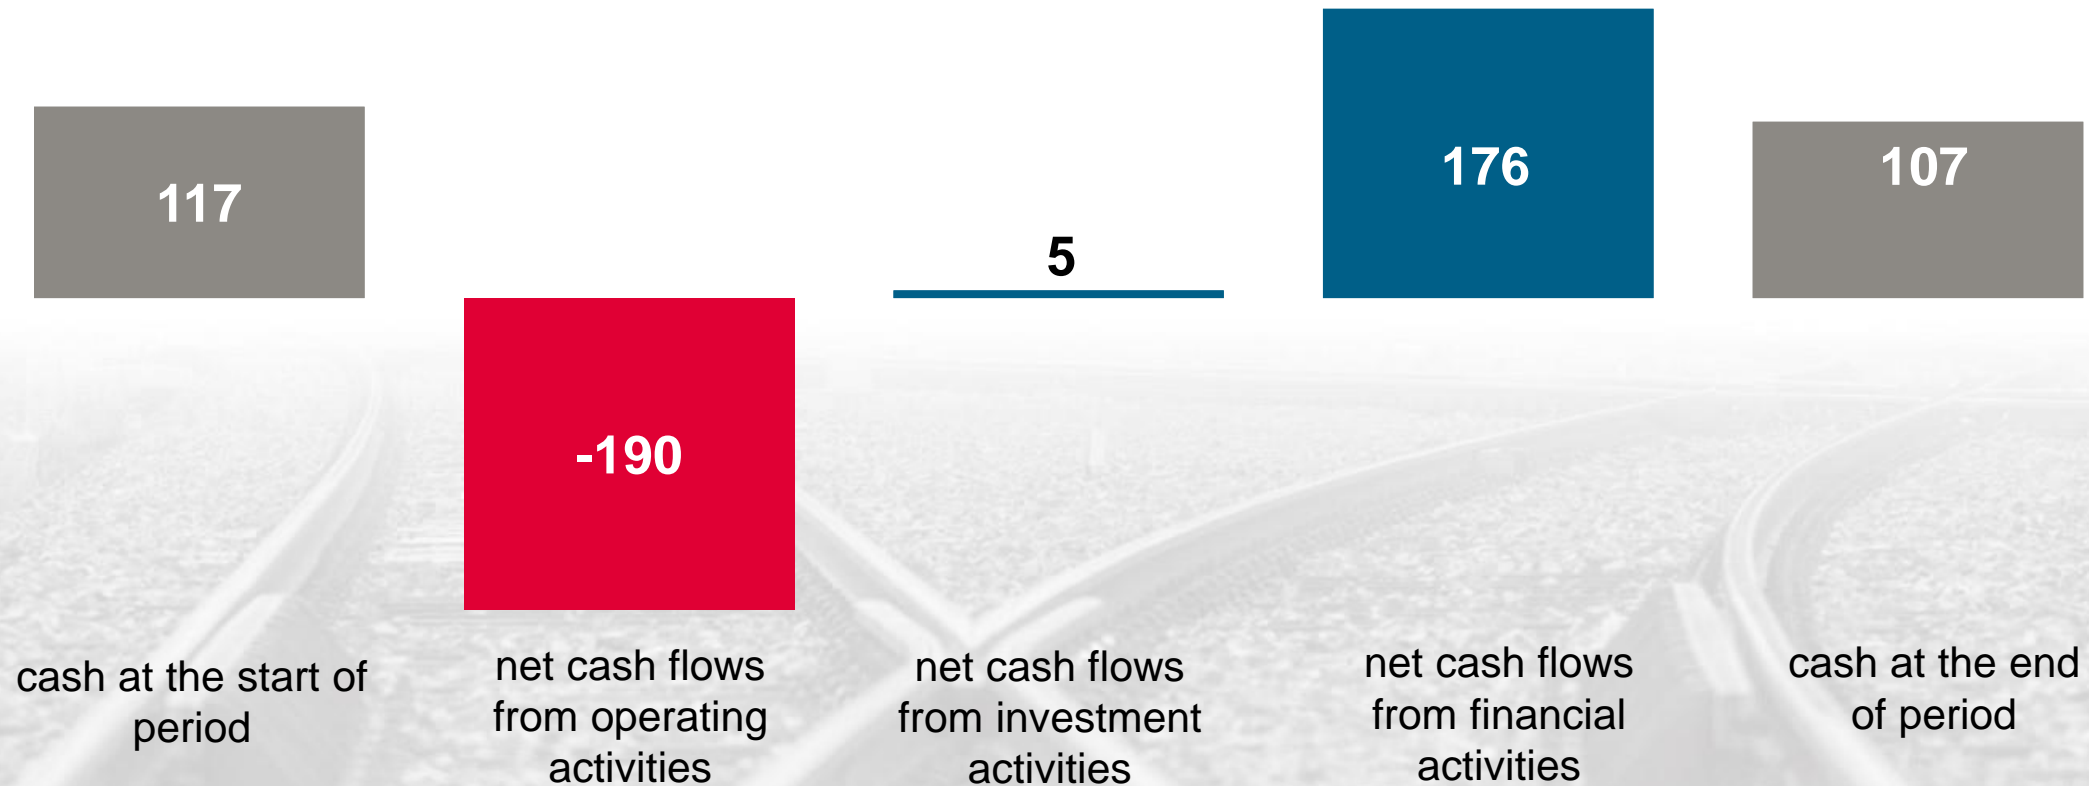 117
-190
5
176
107
cash at the start of
period
net cash flows
from operating
activities
net cash flows
from investment
activities
net cash flows
from financial
activities
cash at the end
of period